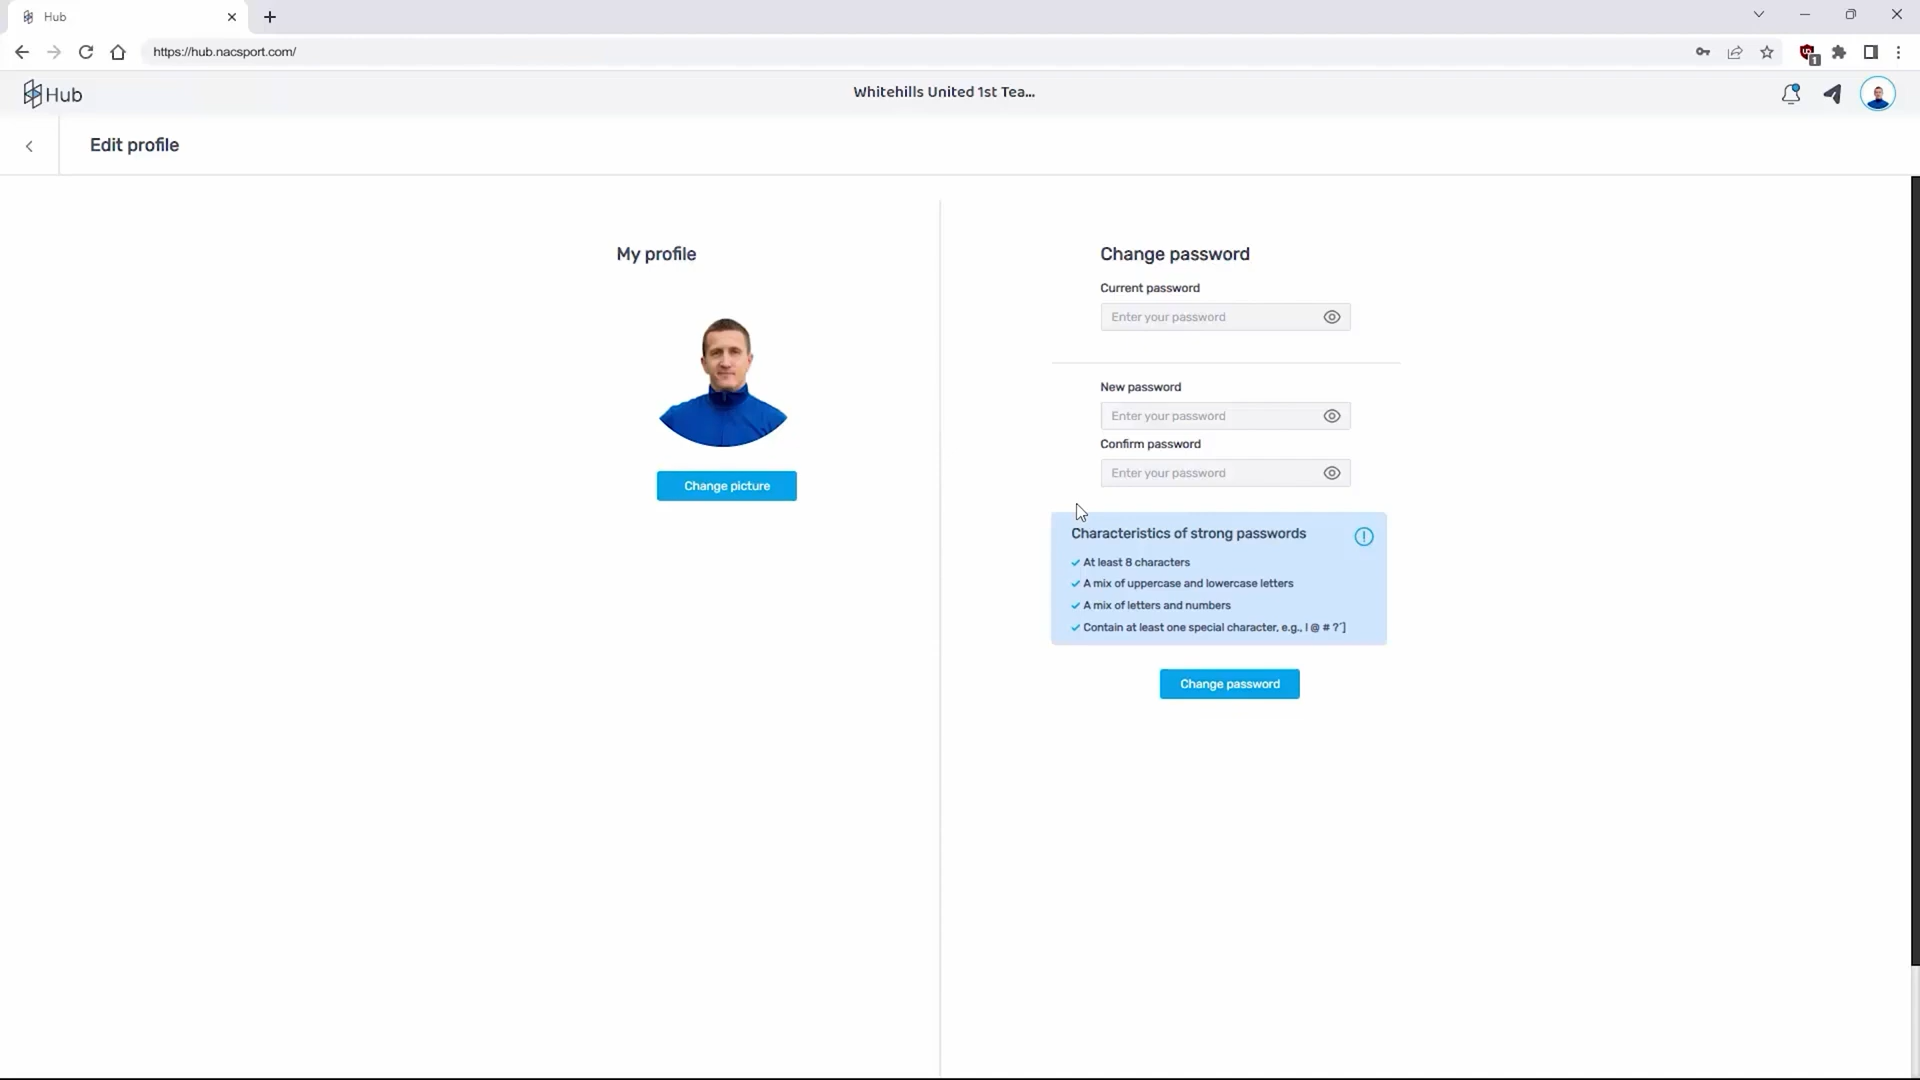 Hub
https://hub.nacsport.com/
1
Hub
Whitehills United 1st Tea...
Edit profile
My profile
Change picture
Change password
Current password
Enter your password
New password
Enter your password
Confirm password
Enter your password
Characteristics of strong passwords
At least 8 characters
A mix of uppercase and lowercase letters
A mix of letters and numbers
Contain at least one special character, e.g., ! @ # ?']
Change password